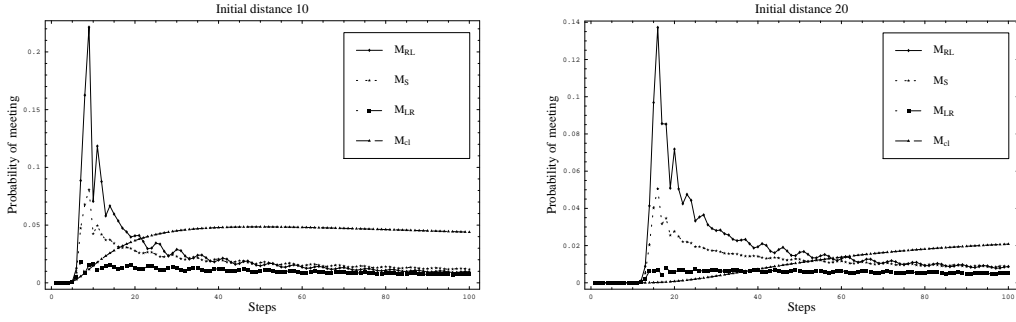 Initial distance 10
0.2
0.15
0.1
0.05
0
1
20
40
60
80
100
Probability of meeting
Steps
M_RL
M_S
M_LR
M_cl
Initial distance 20
0.14
0.12
0.1
0.08
0.06
0.04
0.02
0
1
20
40
60
80
100
Probability of meeting
Steps
M_RL
M_S
M_LR
M_cl